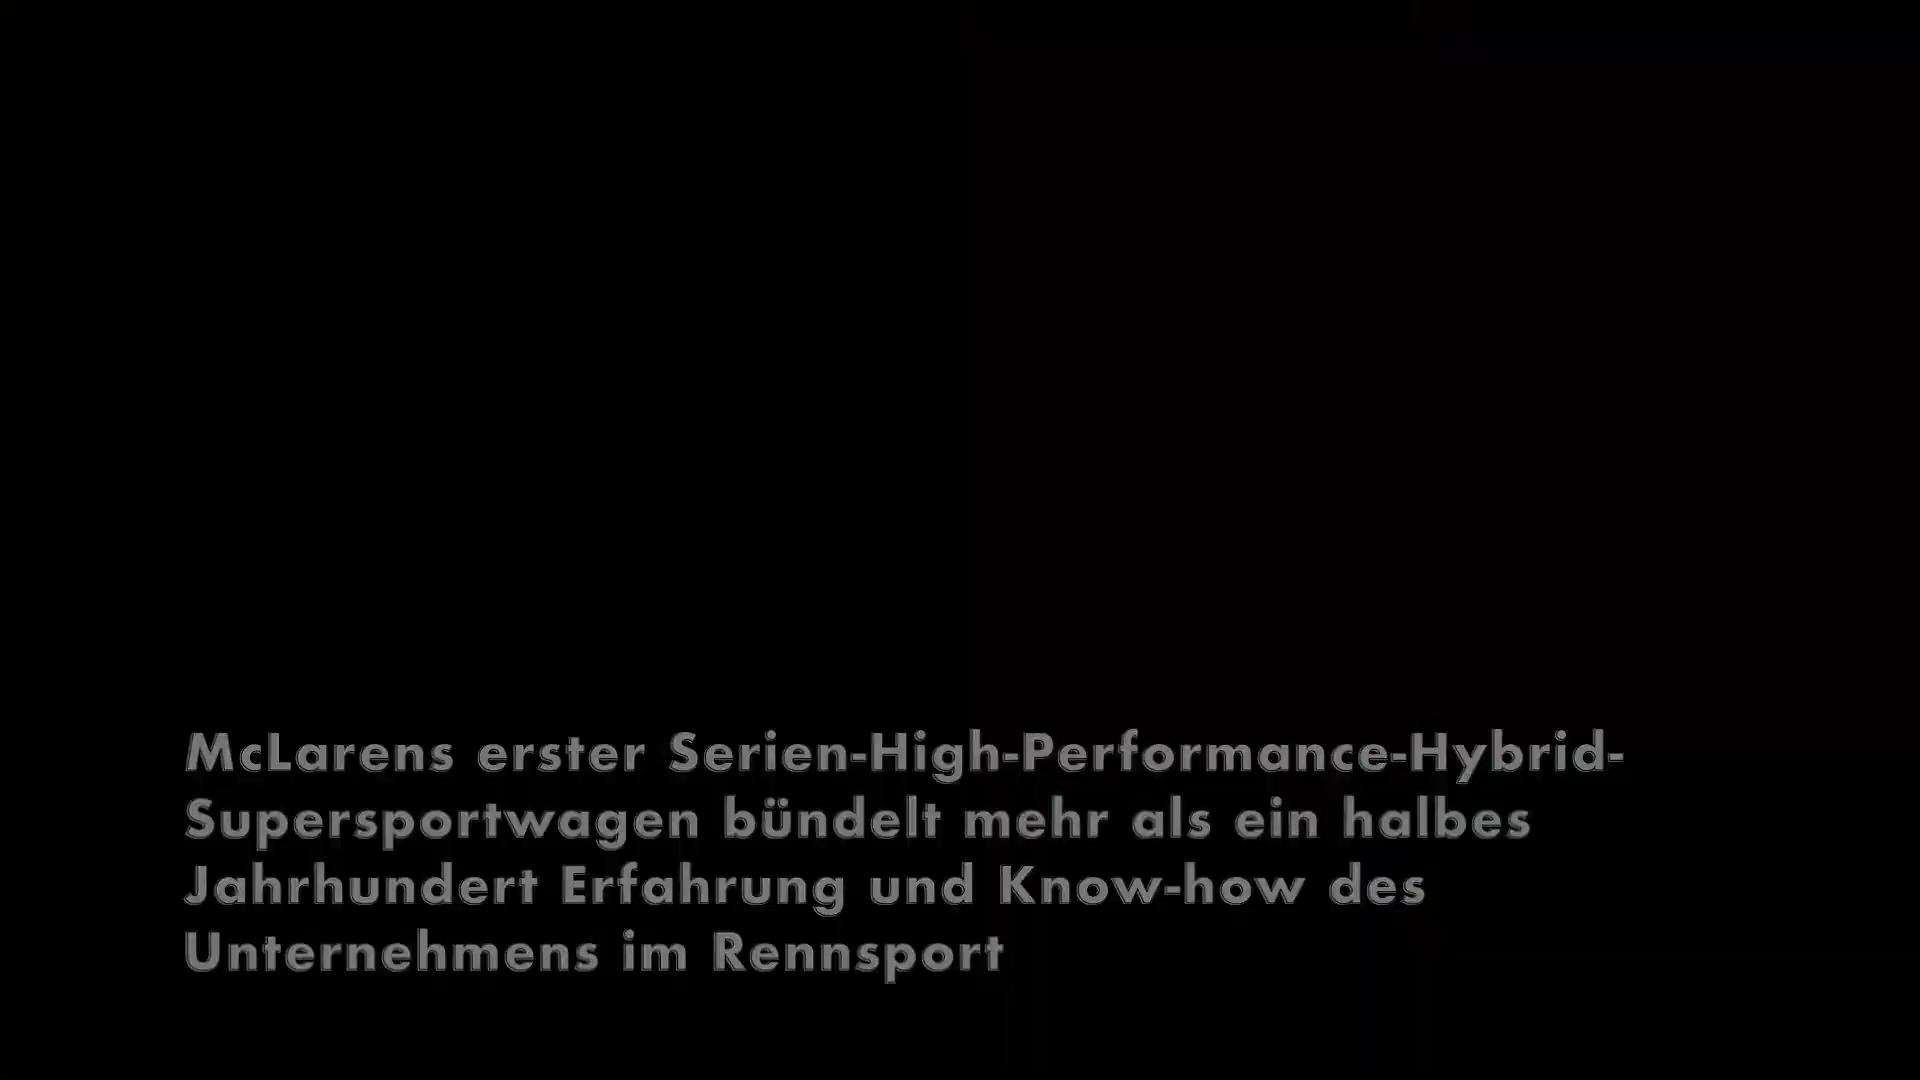 McLarens erster Serien-High-Performance-Hybrid-
Supersportwagen bündelt mehr als ein halbes
Jahrhundert Erfahrung und Know-how des
Unternehmens im Rennsport